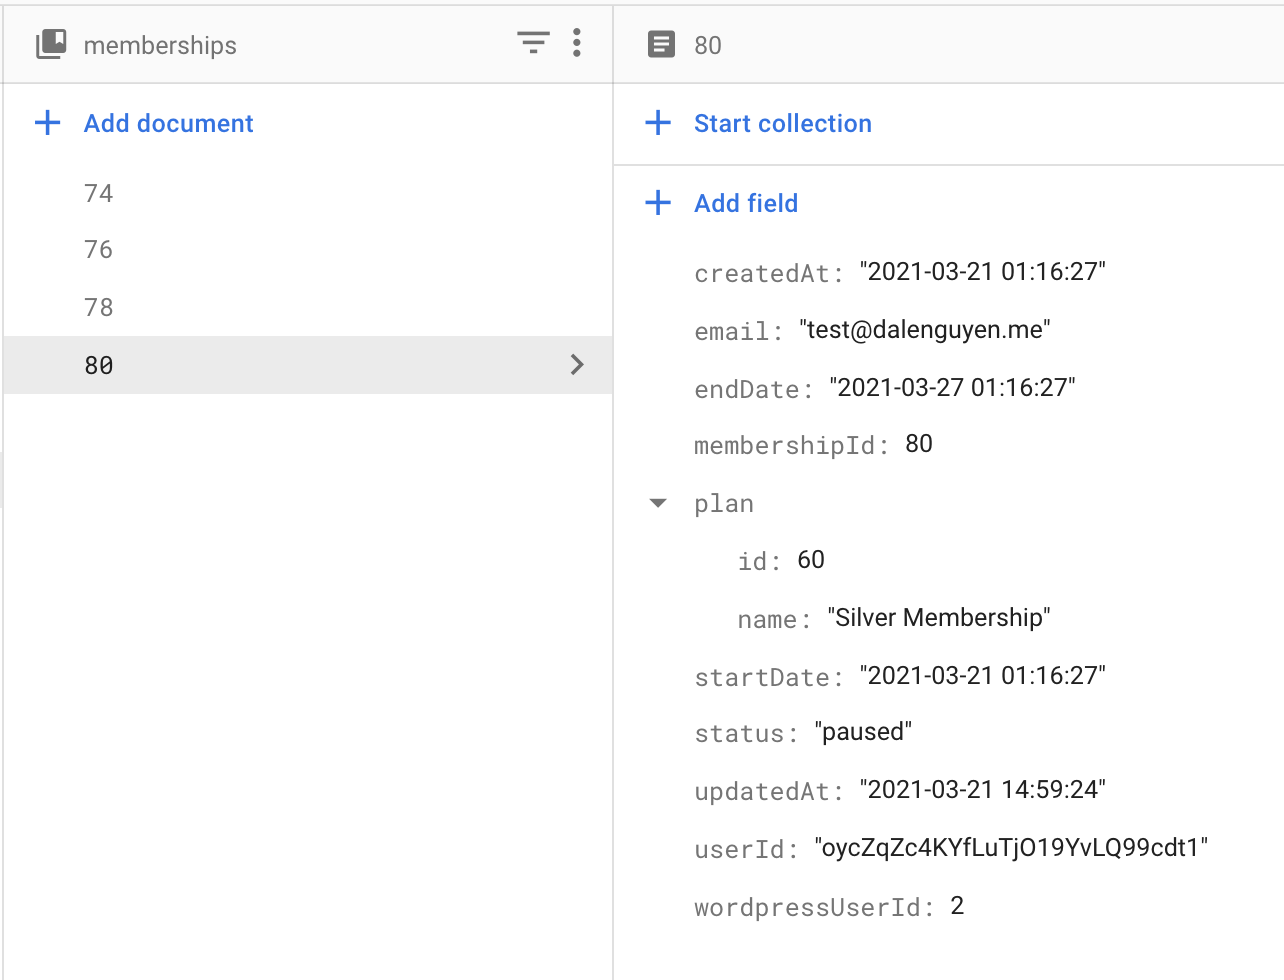 memberships
Add document
74
76
78
80
80
Start collection
Add field
createdAt: "2021-03-21 01:16:27"
email: "test@dalenguyen.me"
endDate: "2021-03-27 01:16:27"
membershipId: 80
plan
id: 60
name: "Silver Membership"
startDate: "2021-03-21 01:16:27"
status: "paused"
updatedAt: "2021-03-21 14:59:24"
userId: "oycZqZc4KYfLuTjO19YvLQ99cdt1"
wordpressUserId: 2